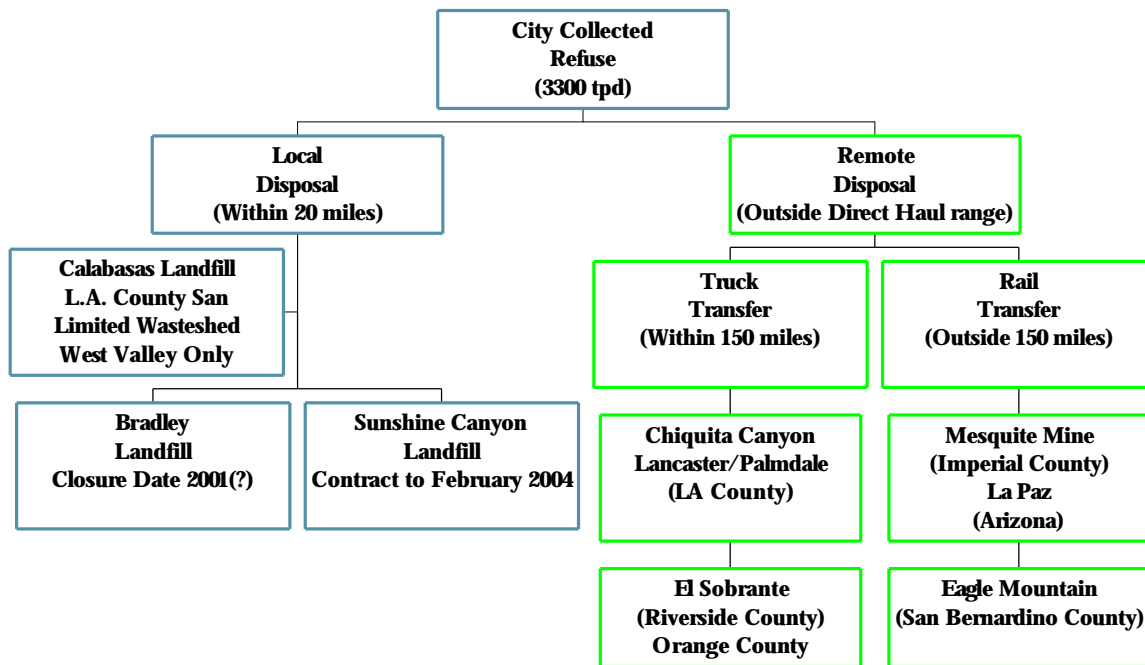 City Collected
Refuse
(3300 tpd)
Local
Disposal
(Within 20 miles)
Remote
Disposal
(Outside Direct Haul range)
Calabasas Landfill
L.A. County San
Limited Wasteshed
West Valley Only
Truck
Transfer
(Within 150 miles)
Rail
Transfer
(Outside 150 miles)
Bradley
Landfill
Closure Date 2001(?)
Sunshine Canyon
Landfill
Contract to February 2004
Chiquita Canyon
Lancaster/Palmdale
(LA County)
Mesquite Mine
(Imperial County)
La Paz
(Arizona)
El Sobrante
(Riverside County)
Orange County
Eagle Mountain
(San Bernardino County)